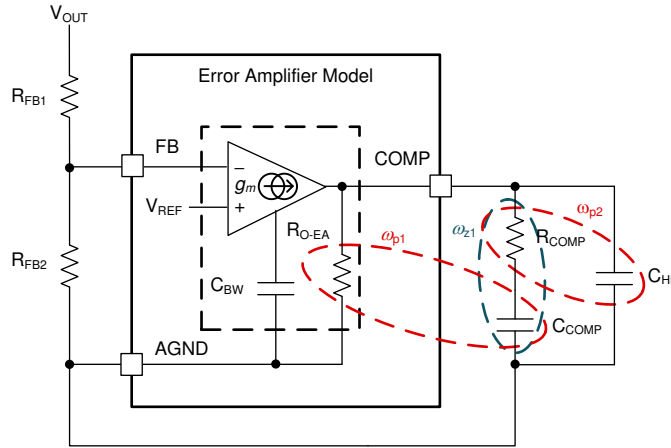 VOUT
Error Amplifier Model
RFB1
FB
COMP
−
gm
VREF
+
RO-EA
ωp1
ωz1
ωp2
RCOMP
RFB2
CBW
CHF
CCOMP
AGND